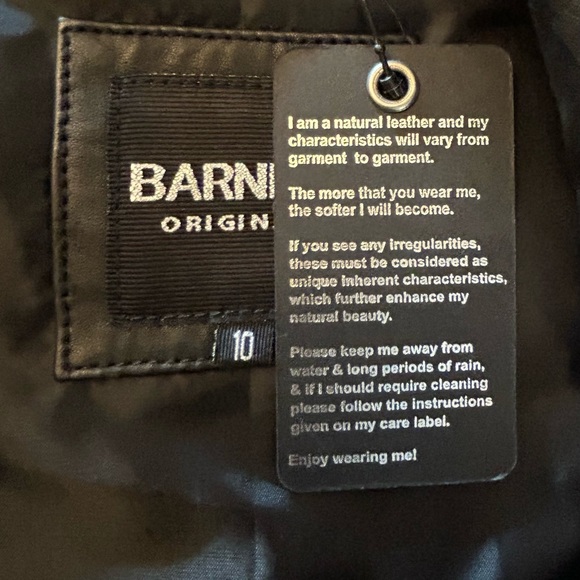 BARN
ORIGIN
10
I am a natural leather and my
characteristics will vary from
garment to garment.
The more that you wear me,
the softer I will become.
If you see any irregularities,
these must be considered as
unique inherent characteristics,
which further enhance my
natural beauty.
Please keep me away from
water & long periods of rain,
& if I should require cleaning
please follow the instructions
given on my care label.
Enjoy wearing me!